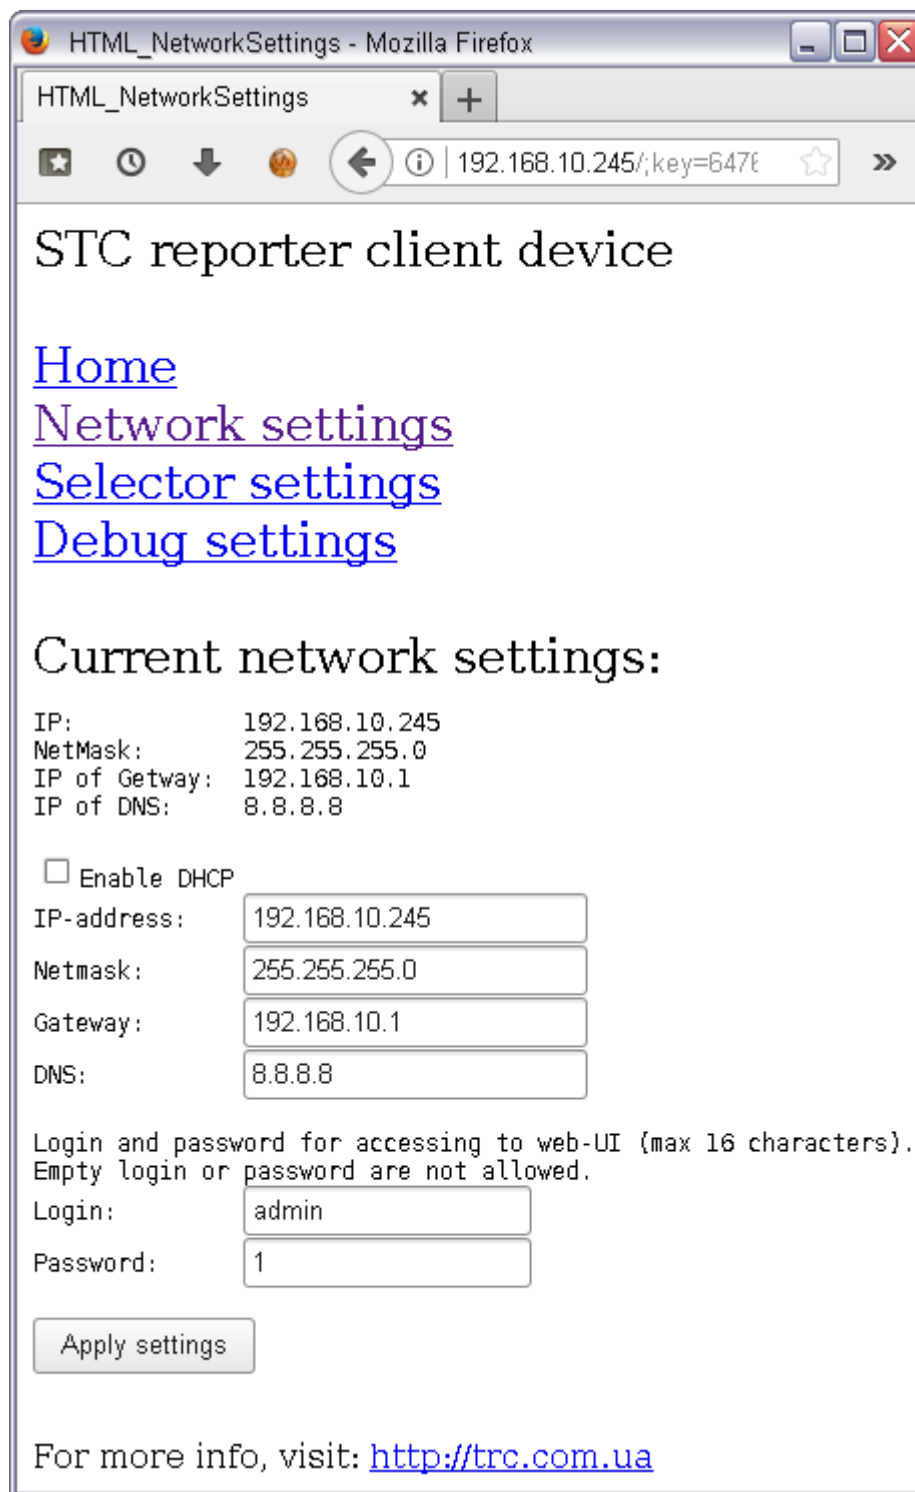 HTML_NetworkSettings - Mozilla Firefox
HTML_NetworkSettings
192.168.10.245/;key=6476
STC reporter client device
Home
Network settings
Selector settings
Debug settings
Current network settings:
IP: 192.168.10.245
NetMask: 255.255.255.0
IP of Getway: 192.168.10.1
IP of DNS: 8.8.8.8
Enable DHCP
IP-address: 192.168.10.245
Netmask: 255.255.255.0
Gateway: 192.168.10.1
DNS: 8.8.8.8
Login and password for accessing to web-UI {max 16 characters}.
Empty login or password are not allowed.
Login: admin
Password: 1
Apply settings
For more info, visit: http://trc.com.ua